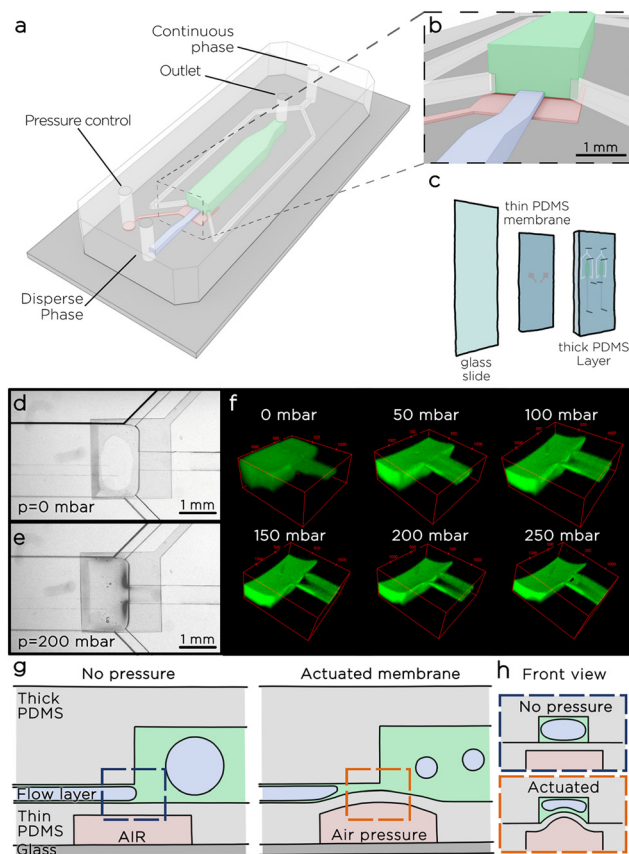 a
Continuous
phase
Outlet
Pressure control
Disperse
Phase
b
1 mm
c
thin PDMS
membrane
glass
slide
thick PDMS
Layer
d
p=0 mbar
1 mm
e
p=200 mbar
1 mm
f
0 mbar
50 mbar
100 mbar
150 mbar
200 mbar
250 mbar
g
No pressure
Actuated membrane
Thick
PDMS
Flow layer
Thin
PDMS
AIR
Air pressure
Glass
h
Front view
No pressure
Actuated